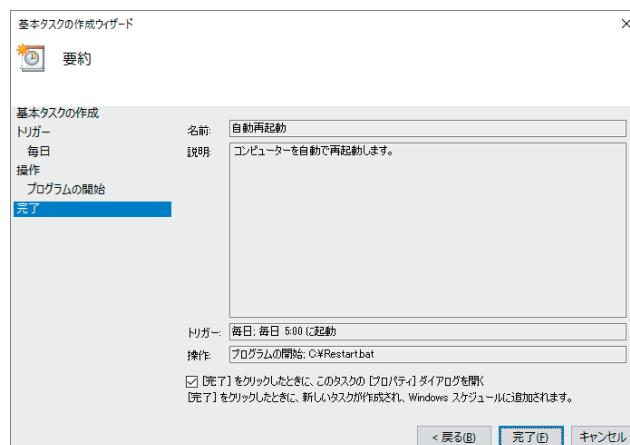 基本タスクの作成ウィザード
要約
基本タスクの作成
トリガー
毎日
操作
プログラムの開始
完了
名前: 自動再起動
説明: コンピューターを自動で再起動します。
トリガー: 毎日; 毎日 5:00 に起動
操作: プログラムの開始; C:¥Restart.bat
[完了] をクリックしたときに、このタスクの [プロパティ] ダイアログを開く
[完了] をクリックしたときに、新しいタスクが作成され、Windows スケジュールに追加されます。
< 戻る(B) 完了(F) キャンセル